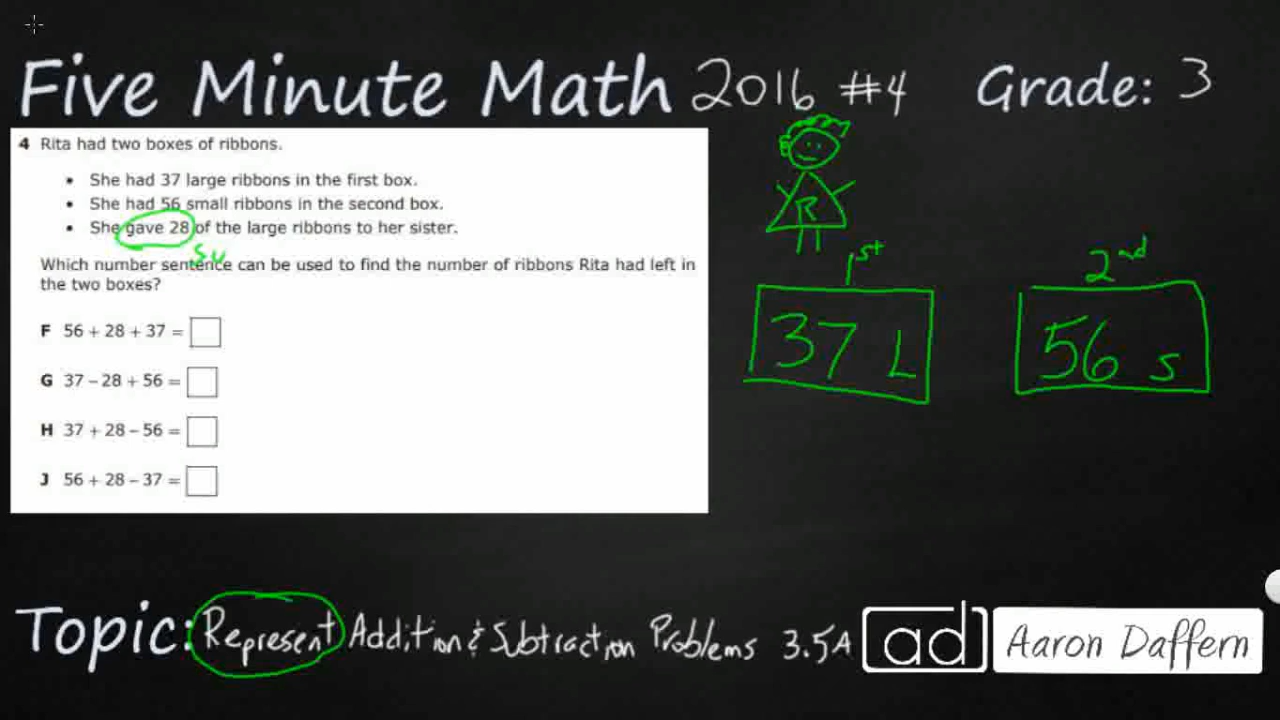 Five Minute Math 2016 #4 Grade: 3
4 Rita had two boxes of ribbons.
• She had 37 large ribbons in the first box.
• She had 56 small ribbons in the second box.
• She gave 28 of the large ribbons to her sister.
su
Which number sentence can be used to find the number of ribbons Rita had left in
the two boxes?
F 56 + 28 + 37 =
G 37 – 28 + 56 =
H 37 + 28 – 56 =
J 56 + 28 – 37 =
R
1st
2nd
37 L
56 s
Topic: Represent Addition & Subtraction Problems 3.5A
ad Aaron Daffern